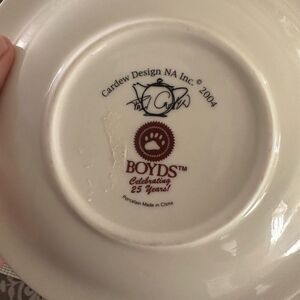 Cardew Design NA Inc. © 2004
BOYDS™
Celebrating
25 Years!
Porcelain Made in China